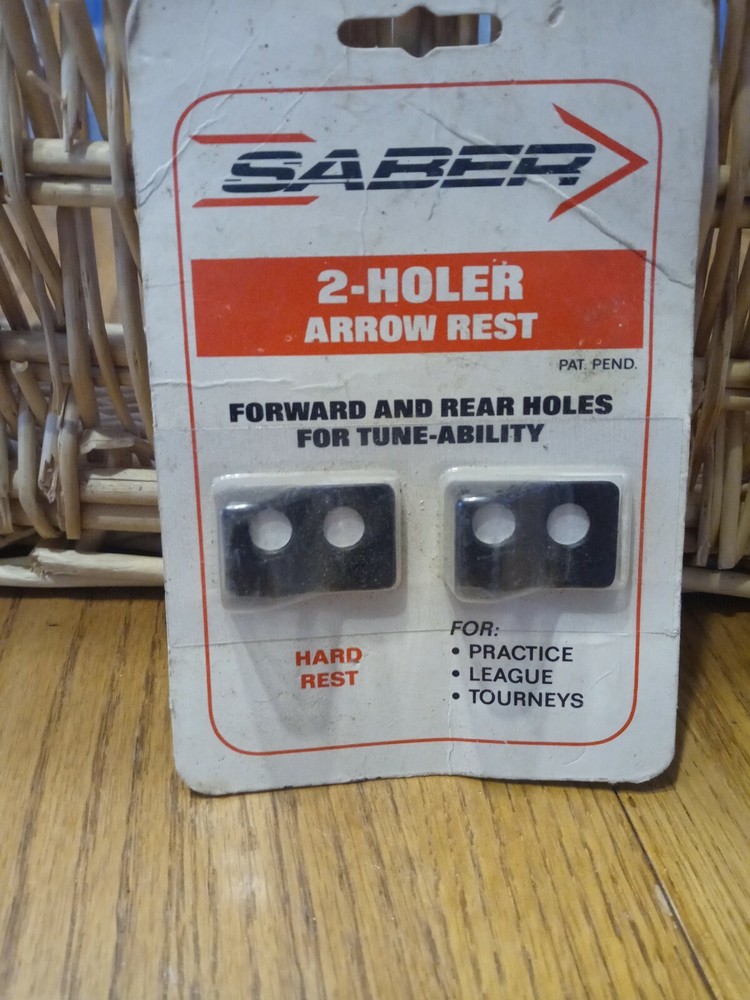 SABER
2-HOLER
ARROW REST
PAT. PEND.
FORWARD AND REAR HOLES
FOR TUNE-ABILITY
HARD
REST
FOR:
• PRACTICE
• LEAGUE
• TOURNEYS